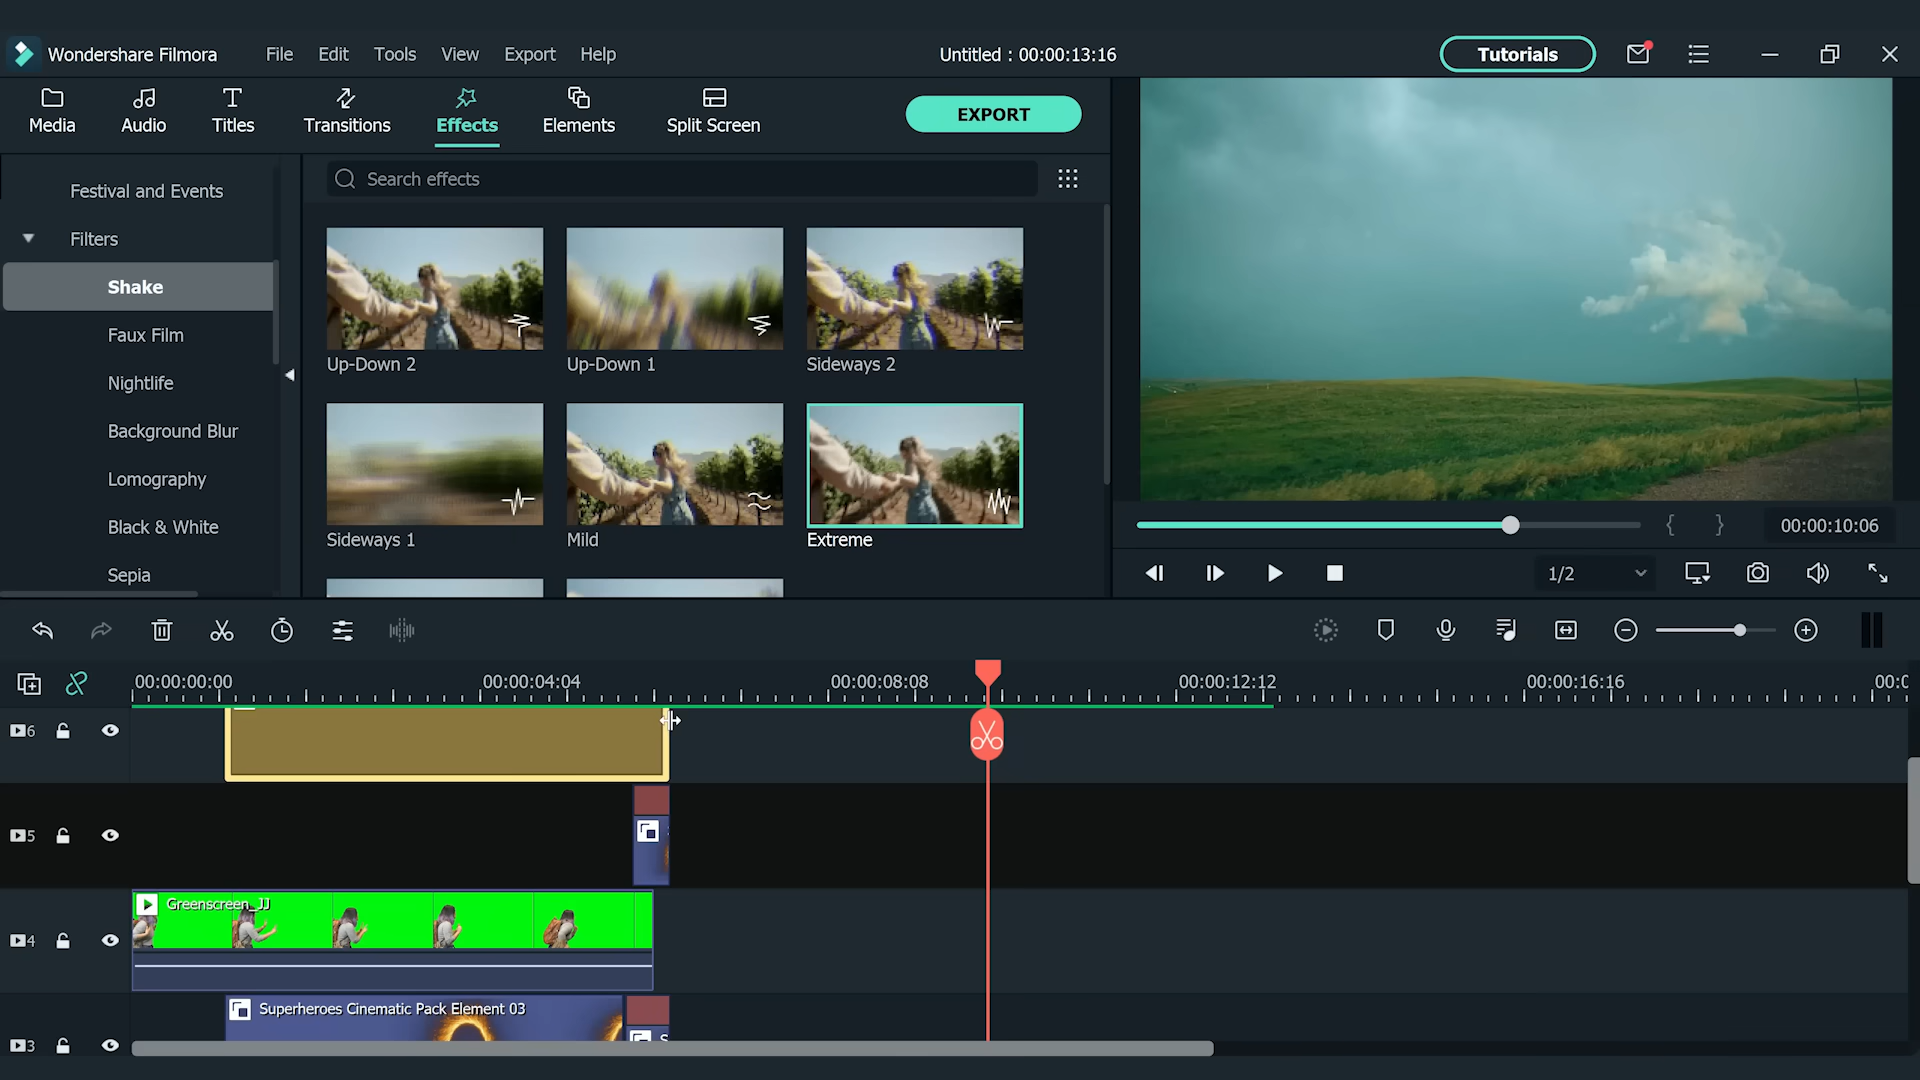 Wondershare Filmora
File Edit Tools View Export Help
Untitled : 00:00:13:16
Tutorials
Media Audio Titles Transitions Effects Elements Split Screen
EXPORT
Festival and Events
Filters
Shake
Faux Film
Nightlife
Background Blur
Lomography
Black & White
Sepia
Search effects
Up-Down 2 Up-Down 1 Sideways 2
Sideways 1 Mild Extreme
00:00:10:06
1/2
00:00:00:00 00:00:04:04 00:00:08:08 00:00:12:12 00:00:16:16
6
5
4
Greenscreen_JJ
3
Superheroes Cinematic Pack Element 03